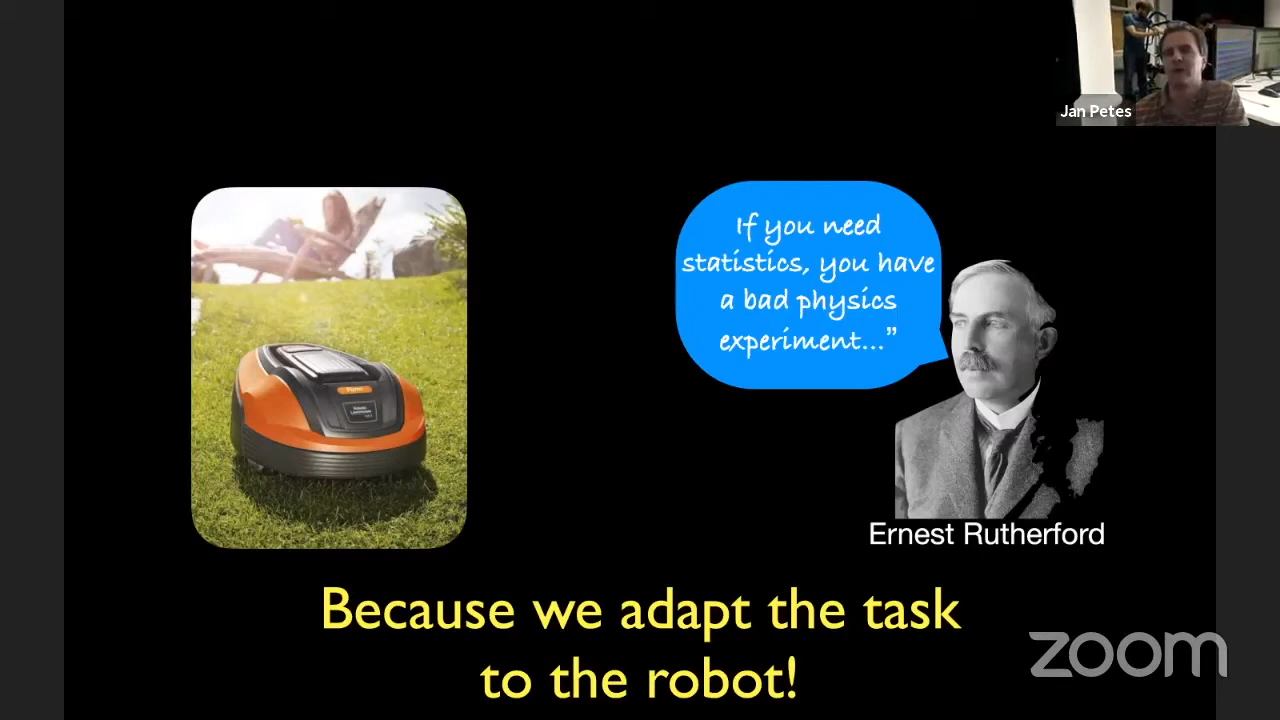 Jan Petes
If you need
statistics, you have
a bad physics
experiment..."
Ernest Rutherford
Because we adapt the task
to the robot!
zoom